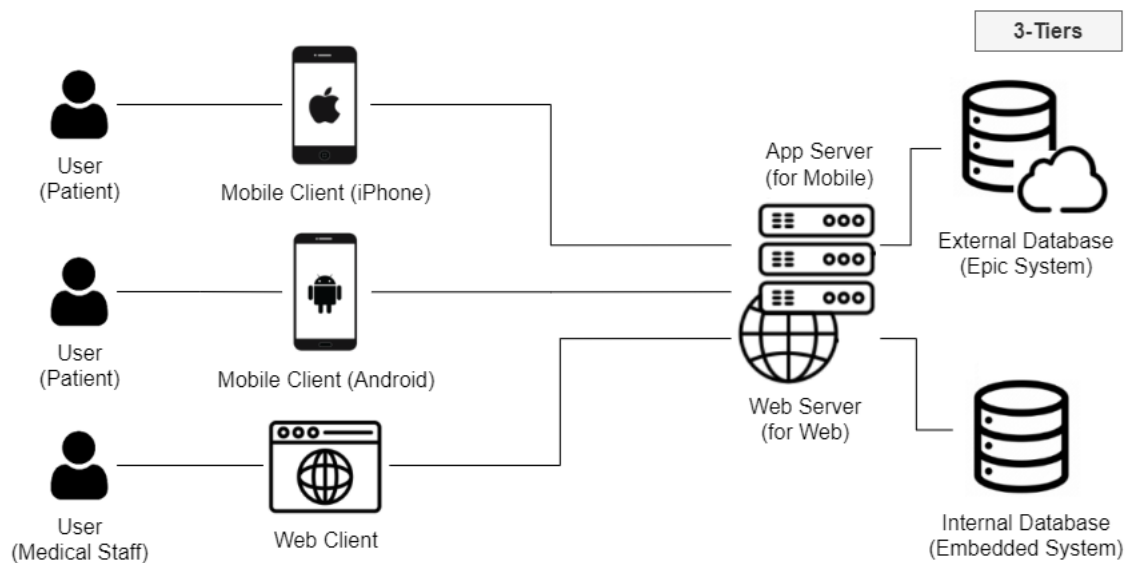 3-Tiers
User
(Patient)
Mobile Client (iPhone)
App Server
(for Mobile)
External Database
(Epic System)
User
(Patient)
Mobile Client (Android)
Web Server
(for Web)
User
(Medical Staff)
Web Client
Internal Database
(Embedded System)